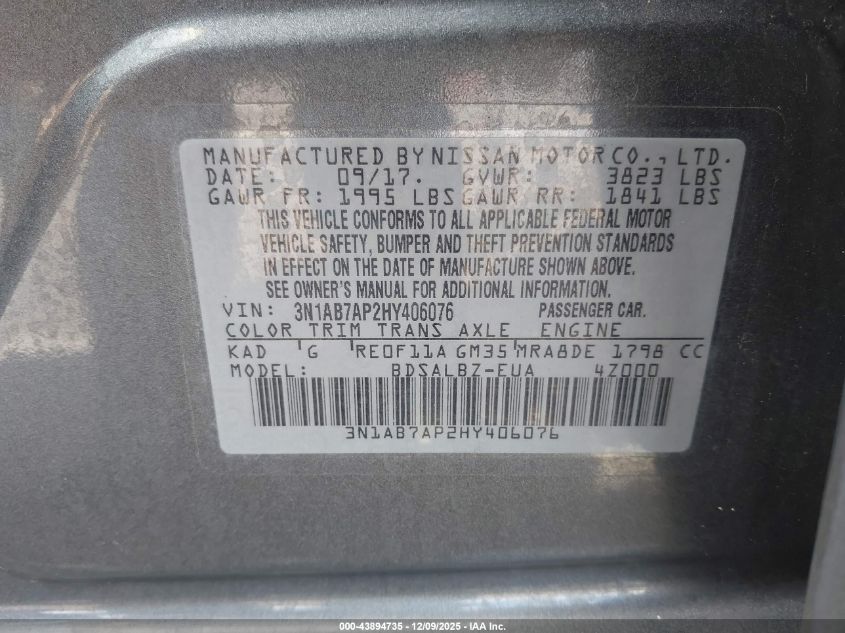 MANUFACTURED BY NISSAN MOTOR CO., LTD.
DATE: 09/17. GVWR: 3823 LBS
GAWR FR: 1995 LBS GAWR RR: 1841 LBS
THIS VEHICLE CONFORMS TO ALL APPLICABLE FEDERAL MOTOR
VEHICLE SAFETY, BUMPER AND THEFT PREVENTION STANDARDS
IN EFFECT ON THE DATE OF MANUFACTURE SHOWN ABOVE.
SEE OWNER'S MANUAL FOR ADDITIONAL INFORMATION.
VIN: 3N1AB7AP2HY406076 PASSENGER CAR.
COLOR TRIM TRANS AXLE ENGINE
KAD G RE0F11A GM35 MRA8DE 1798 CC
MODEL: BDSALBZ-EUA 4Z000
3N1AB7AP2HY406076
000-43894735 - 12/09/2025 - IAA Inc.